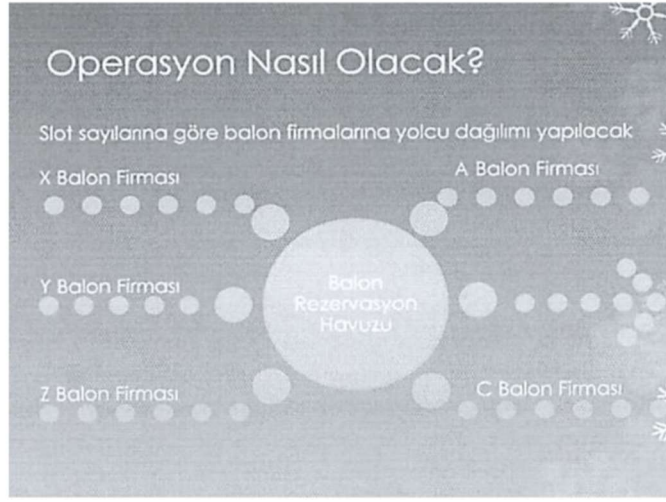 Operasyon Nasıl Olacak?
Slot sayılarına göre balon firmalarına yolcu dağılımı yapılacak
X Balon Firması
A Balon Firması
Y Balon Firması
Balon
Rezervasyon
Havuzu
Z Balon Firması
C Balon Firması